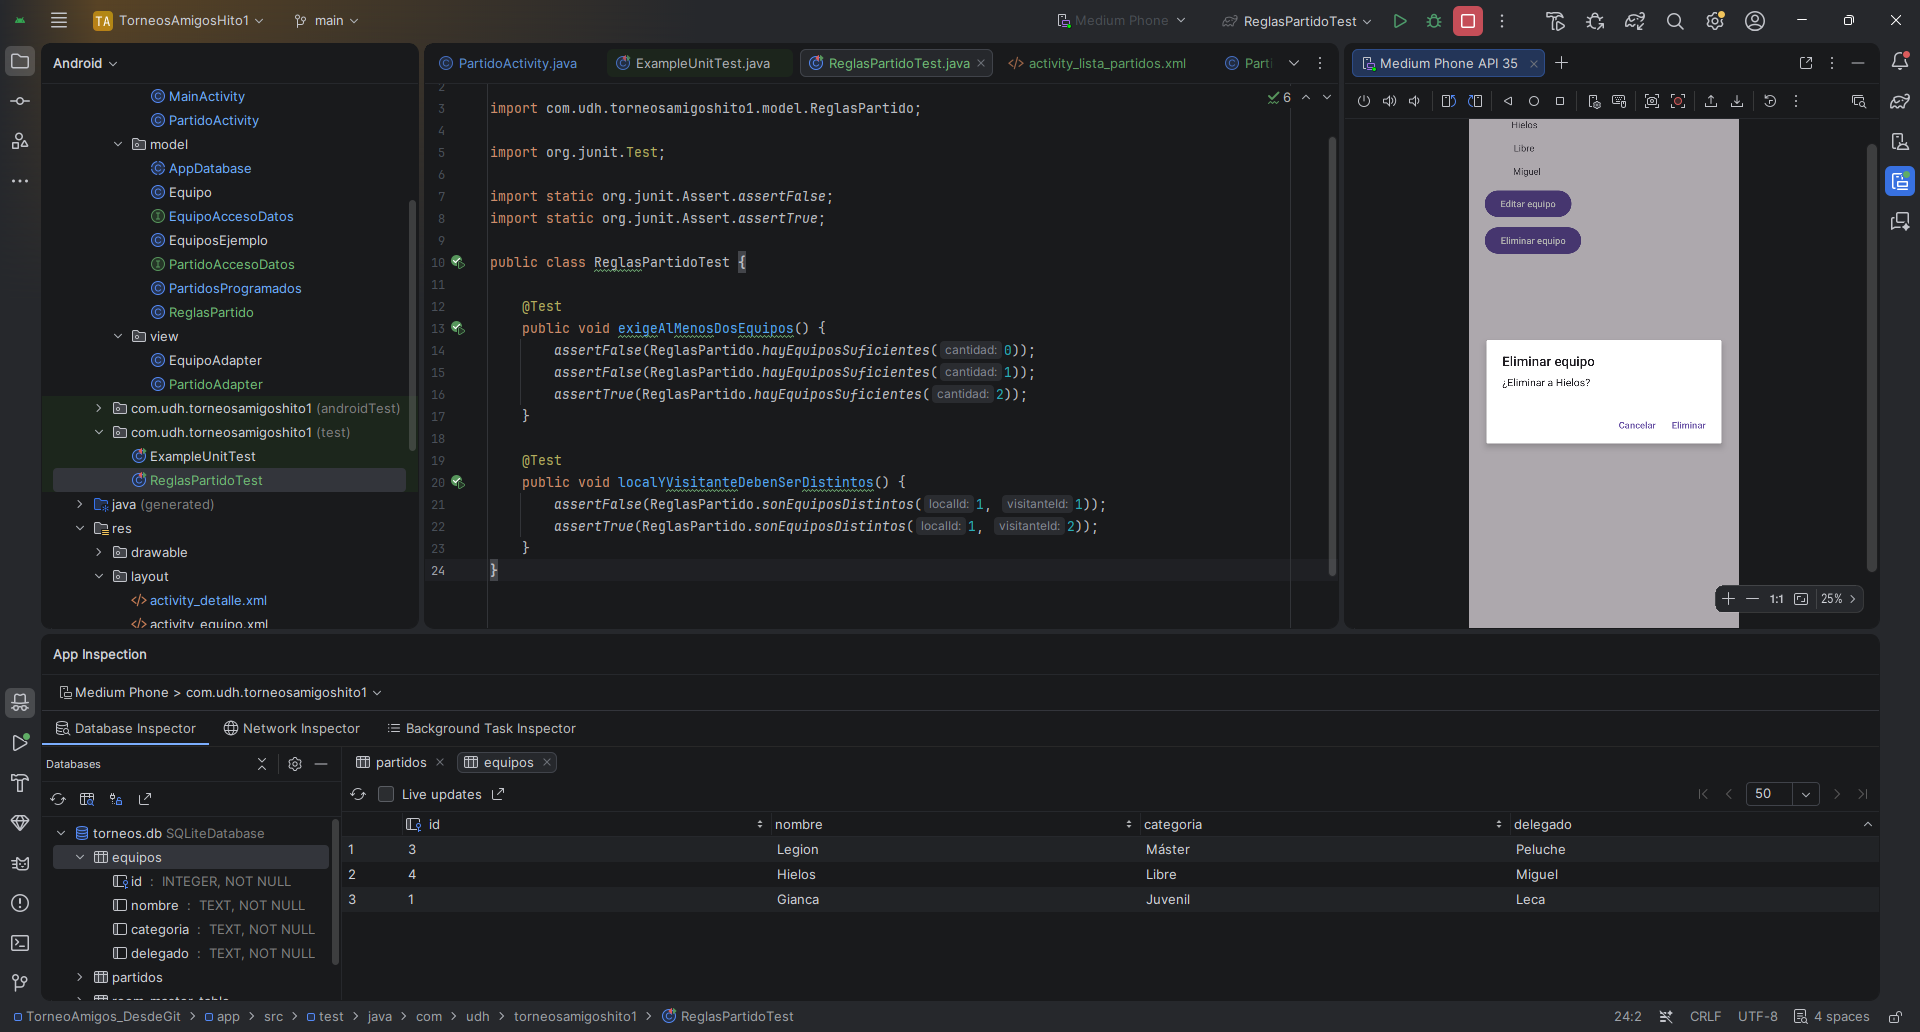 TA TorneosAmigosHito1 main Medium Phone ReglasPartidoTest
Android
MainActivity
PartidoActivity
model
AppDatabase
Equipo
EquipoAccesoDatos
EquiposEjemplo
PartidoAccesoDatos
PartidosProgramados
ReglasPartido
view
EquipoAdapter
PartidoAdapter
com.udh.torneosamigoshito1 (androidTest)
com.udh.torneosamigoshito1 (test)
ExampleUnitTest
ReglasPartidoTest
java (generated)
res
drawable
layout
activity_detalle.xml
activity_equipo.xml
PartidoActivity.java ExampleUnitTest.java ReglasPartidoTest.java activity_lista_partidos.xml Parti
6
2
3 import com.udh.torneosamigoshito1.model.ReglasPartido;
4
5 import org.junit.Test;
6
7 import static org.junit.Assert.assertFalse;
8 import static org.junit.Assert.assertTrue;
9
10 public class ReglasPartidoTest {
11
12 @Test
13 public void exigeAlMenosDosEquipos() {
14 assertFalse(ReglasPartido.hayEquiposSuficientes( cantidad: 0));
15 assertFalse(ReglasPartido.hayEquiposSuficientes( cantidad: 1));
16 assertTrue(ReglasPartido.hayEquiposSuficientes( cantidad: 2));
17 }
18
19 @Test
20 public void localYVisitanteDebenSerDistintos() {
21 assertFalse(ReglasPartido.sonEquiposDistintos( localId: 1, visitanteId: 1));
22 assertTrue(ReglasPartido.sonEquiposDistintos( localId: 1, visitanteId: 2));
23 }
24 }
Medium Phone API 35
Hielos
Libre
Miguel
Editar equipo
Eliminar equipo
Eliminar equipo
¿Eliminar a Hielos?
Cancelar Eliminar
1:1 25%
App Inspection
Medium Phone > com.udh.torneosamigoshito1
Database Inspector Network Inspector Background Task Inspector
Databases
torneos.db SQLiteDatabase
equipos
id : INTEGER, NOT NULL
nombre : TEXT, NOT NULL
categoria : TEXT, NOT NULL
delegado : TEXT, NOT NULL
partidos
room_master_table
partidos equipos
Live updates 50
id nombre categoria delegado
1 3 Legion Máster Peluche
2 4 Hielos Libre Miguel
3 1 Gianca Juvenil Leca
TorneoAmigos_DesdeGit > app > src > test > java > com > udh > torneosamigoshito1 > ReglasPartidoTest 24:2 CRLF UTF-8 4 spaces